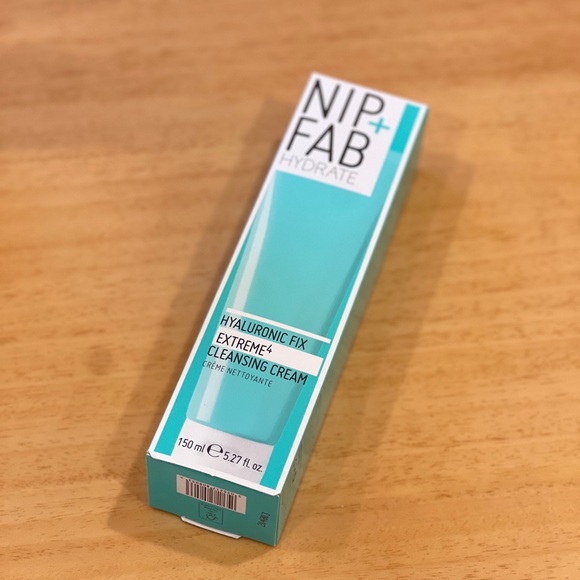 NIP+
FAB
HYDRATE
HYALURONIC FIX
EXTREME⁴
CLEANSING CREAM
CRÈME NETTOYANTE
150 ml ℮ 5.27 fl. oz.